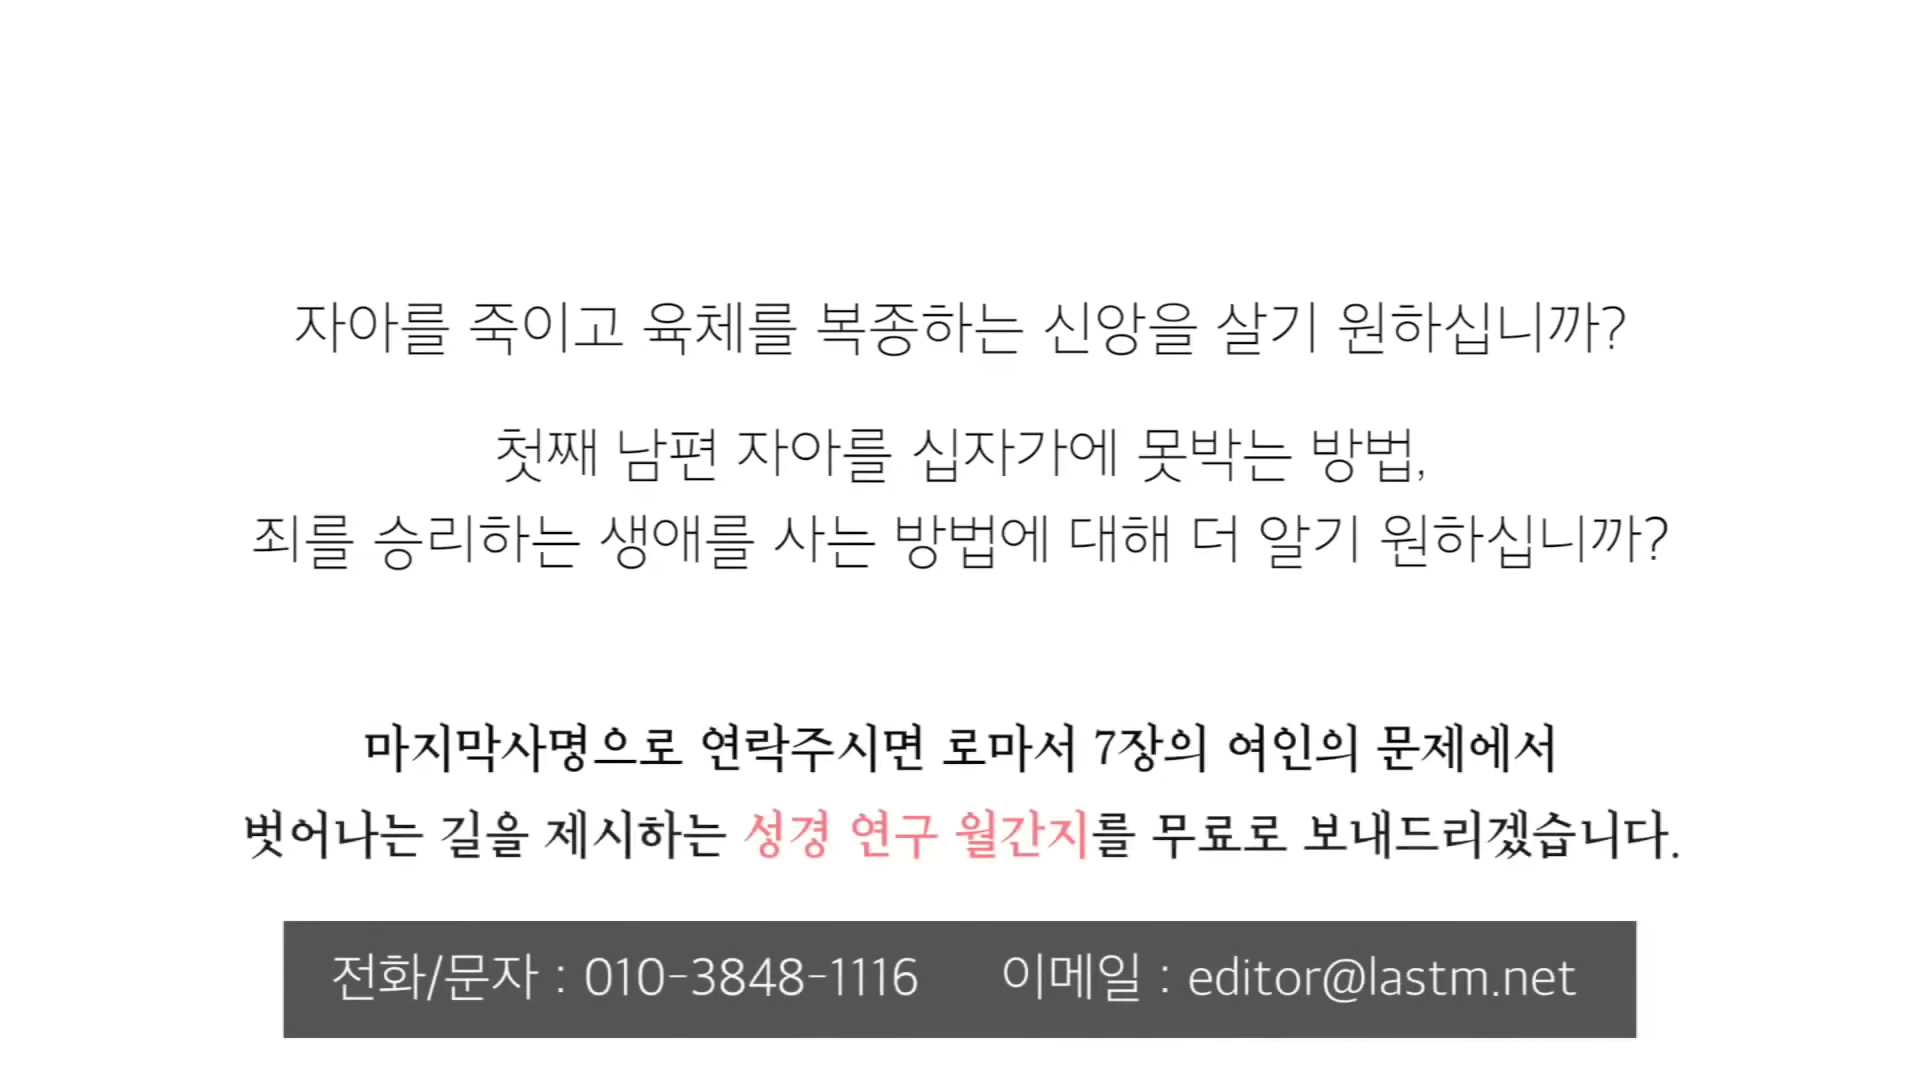 자아를 죽이고 육체를 복종하는 신앙을 살기 원하십니까?
첫째 남편 자아를 십자가에 못박는 방법,
죄를 승리하는 생애를 사는 방법에 대해 더 알기 원하십니까?
마지막사명으로 연락주시면 로마서 7장의 여인의 문제에서
벗어나는 길을 제시하는 성경 연구 월간지를 무료로 보내드리겠습니다.
전화/문자 : 010-3848-1116 이메일 : editor@lastm.net